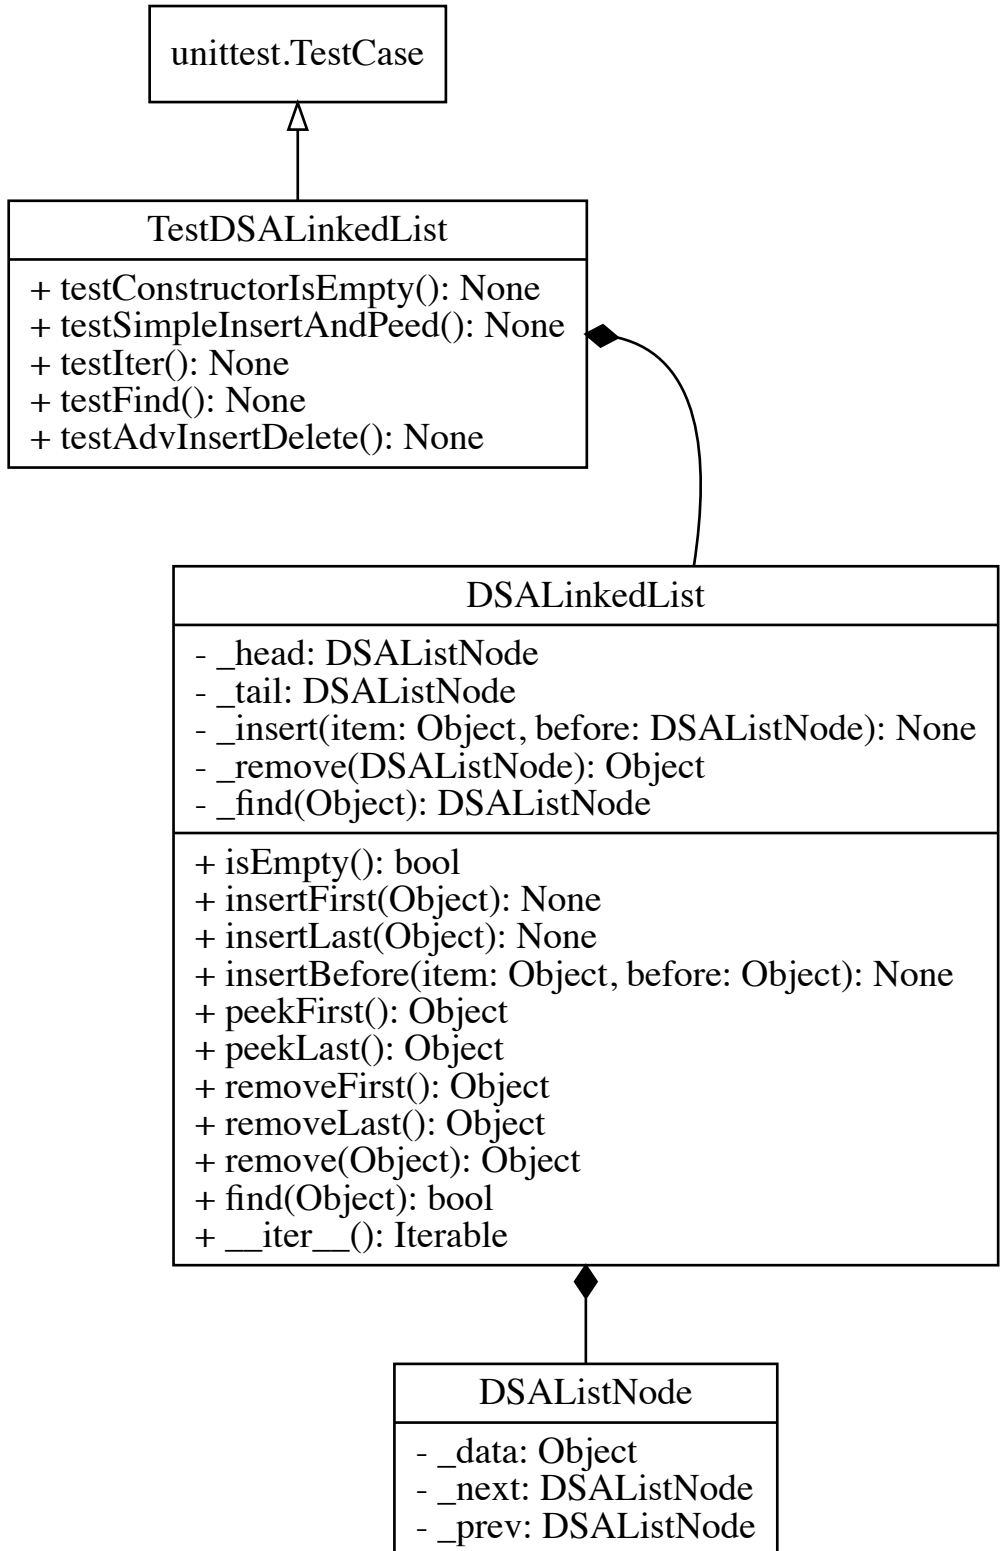 unittest.TestCase
TestDSALinkedList
+ testConstructorIsEmpty(): None
+ testSimpleInsertAndPeed(): None
+ testIter(): None
+ testFind(): None
+ testAdvInsertDelete(): None
DSALinkedList
- _head: DSAListNode
- _tail: DSAListNode
- _insert(item: Object, before: DSAListNode): None
- _remove(DSAListNode): Object
- _find(Object): DSAListNode
+ isEmpty(): bool
+ insertFirst(Object): None
+ insertLast(Object): None
+ insertBefore(item: Object, before: Object): None
+ peekFirst(): Object
+ peekLast(): Object
+ removeFirst(): Object
+ removeLast(): Object
+ remove(Object): Object
+ find(Object): bool
+ __iter__(): Iterable
DSAListNode
- _data: Object
- _next: DSAListNode
- _prev: DSAListNode